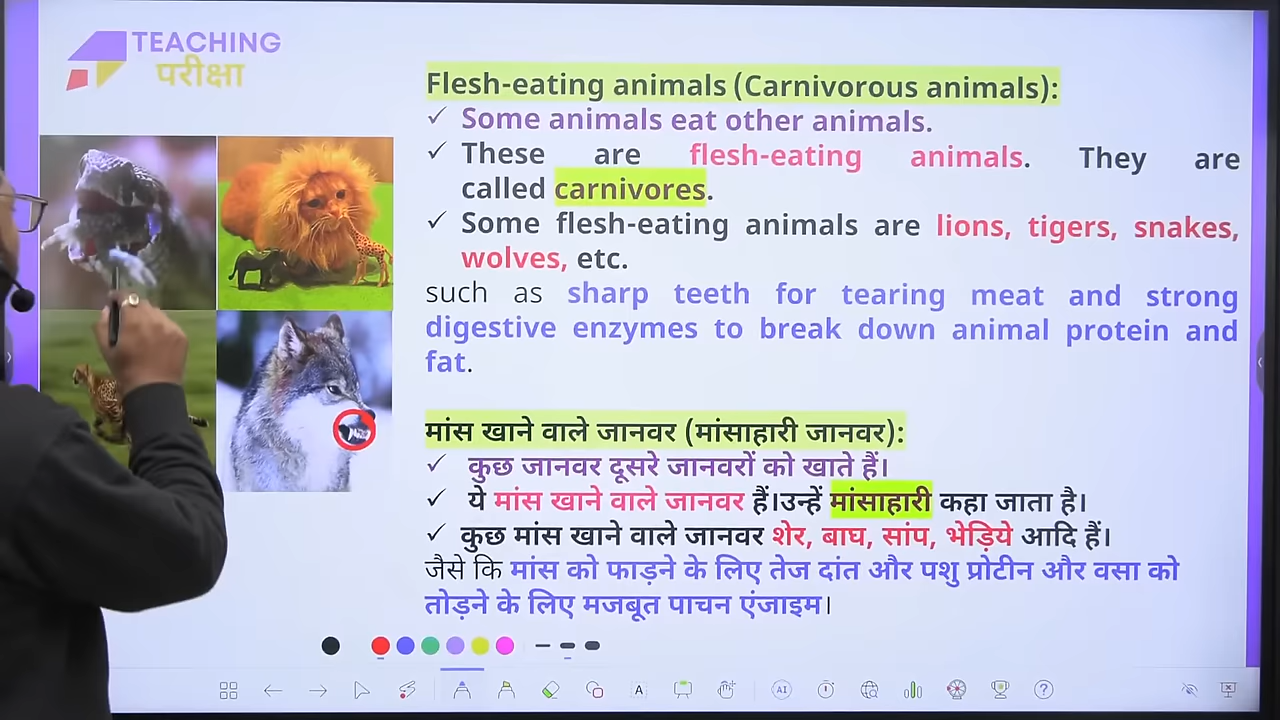 TEACHING
परीक्षा
Flesh-eating animals (Carnivorous animals):
✓ Some animals eat other animals.
✓ These are flesh-eating animals. They are
called carnivores.
✓ Some flesh-eating animals are lions, tigers, snakes,
wolves, etc.
such as sharp teeth for tearing meat and strong
digestive enzymes to break down animal protein and
fat.
मांस खाने वाले जानवर (मांसाहारी जानवर):
✓ कुछ जानवर दूसरे जानवरों को खाते हैं।
✓ ये मांस खाने वाले जानवर हैं।उन्हें मांसाहारी कहा जाता है।
✓ कुछ मांस खाने वाले जानवर शेर, बाघ, सांप, भेड़िये आदि हैं।
जैसे कि मांस को फाड़ने के लिए तेज दांत और पशु प्रोटीन और वसा को
तोड़ने के लिए मजबूत पाचन एंजाइम।
A AI ?